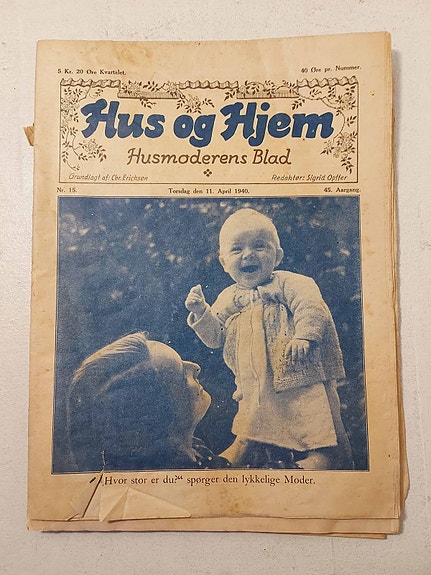 5 Kr. 20 Øre Kvartalet.
40 Øre pr. Nummer.
Hus og Hjem
Husmoderens Blad
Grundlagt af: Chr. Erichsen
Redaktør: Sigrid Opffer
Nr. 15.
Torsdag den 11. April 1940.
45. Aargang.
„Hvor stor er du?“ spørger den lykkelige Moder.